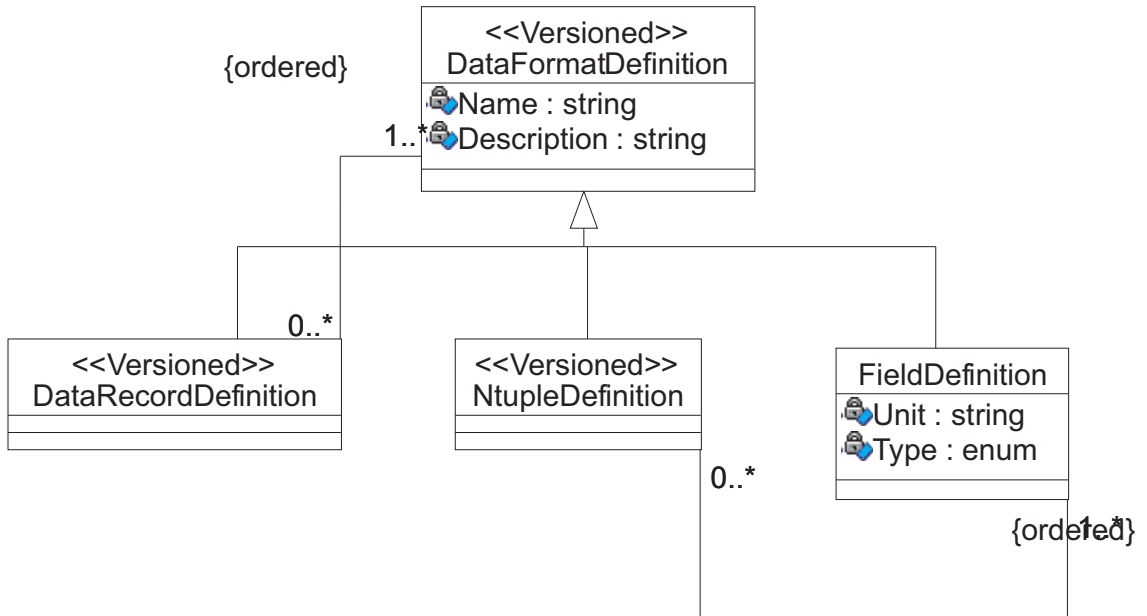 <<Versioned>>
DataFormatDefinition
{ordered}
Name : string
1..*
Description : string
0..*
<<Versioned>>
DataRecordDefinition
<<Versioned>>
NtupleDefinition
FieldDefinition
Unit : string
Type : enum
0..*
{ordered}
1..*